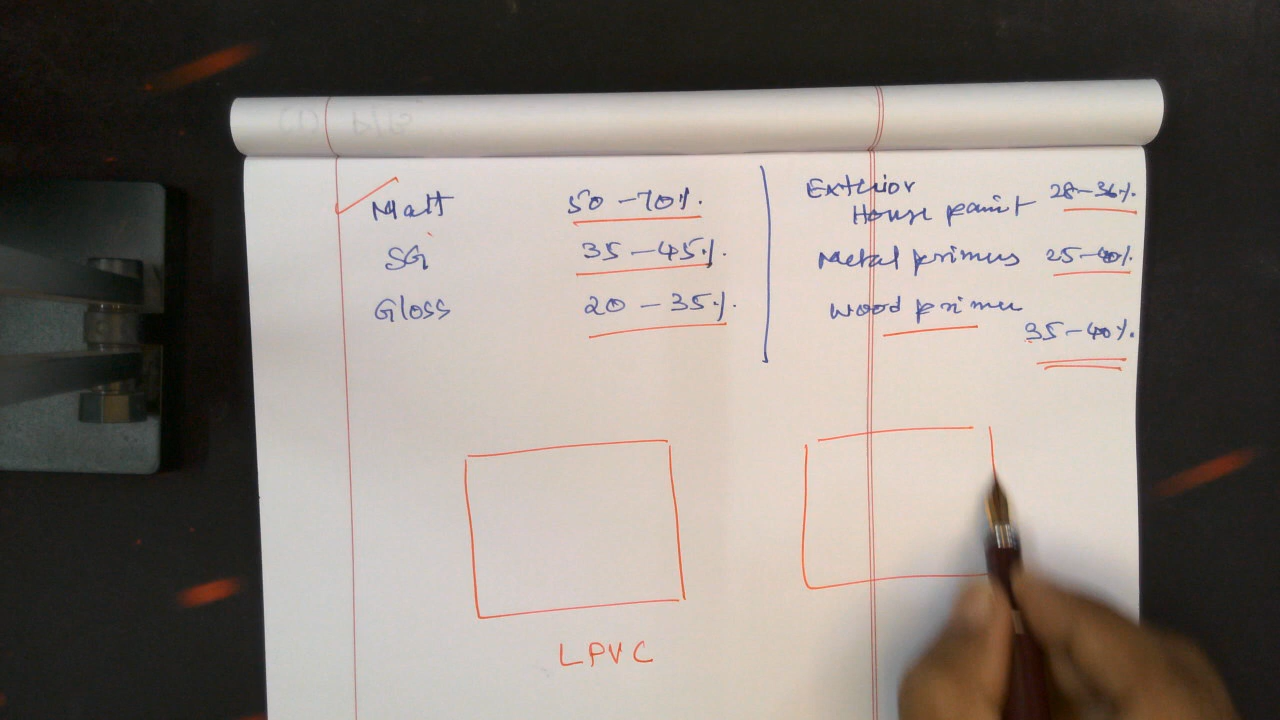 Matt 50-70%.
SG 35-45%.
Gloss 20-35%.
Exterior
House paint 28-36%.
Metal primers 25-40%.
Wood primer
35-40%.
LPVC